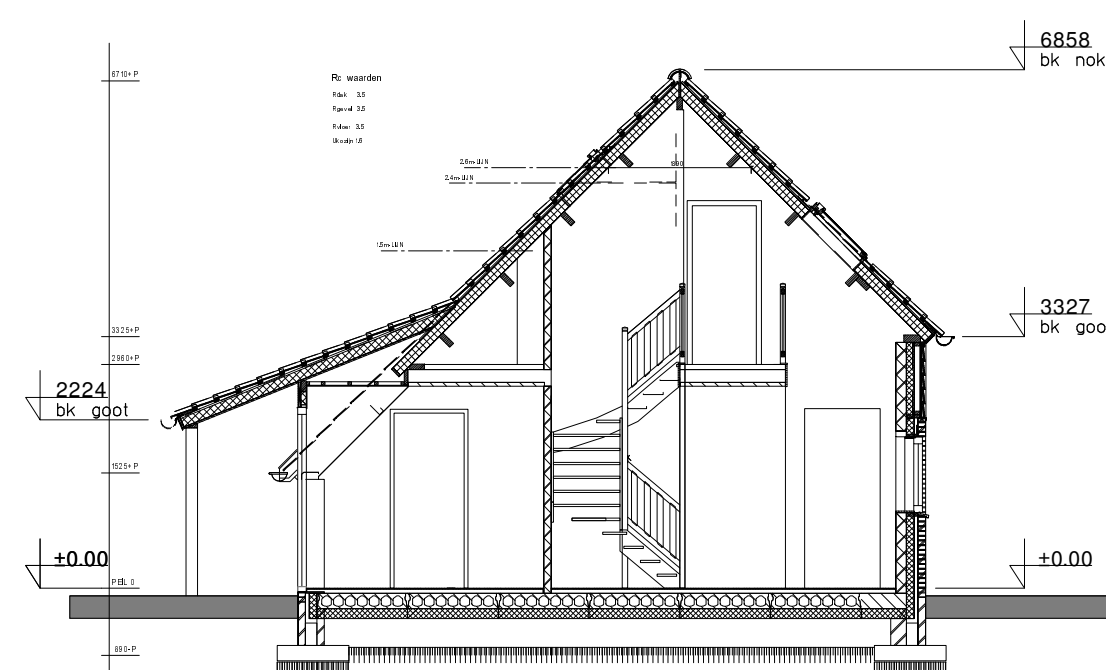 6858
bk nok
6710+P
Rc waarden
Rdak 3.5
Rgevel 3.5
Rvloer 3.5
Ukozijn 1.6
2.6m-LIJN
1890
2.4m-LIJN
1.5m-LIJN
3327
bk goo
3325+P
2960+P
2224
bk goot
1525+P
±0.00
±0.00
PEIL 0
890-P